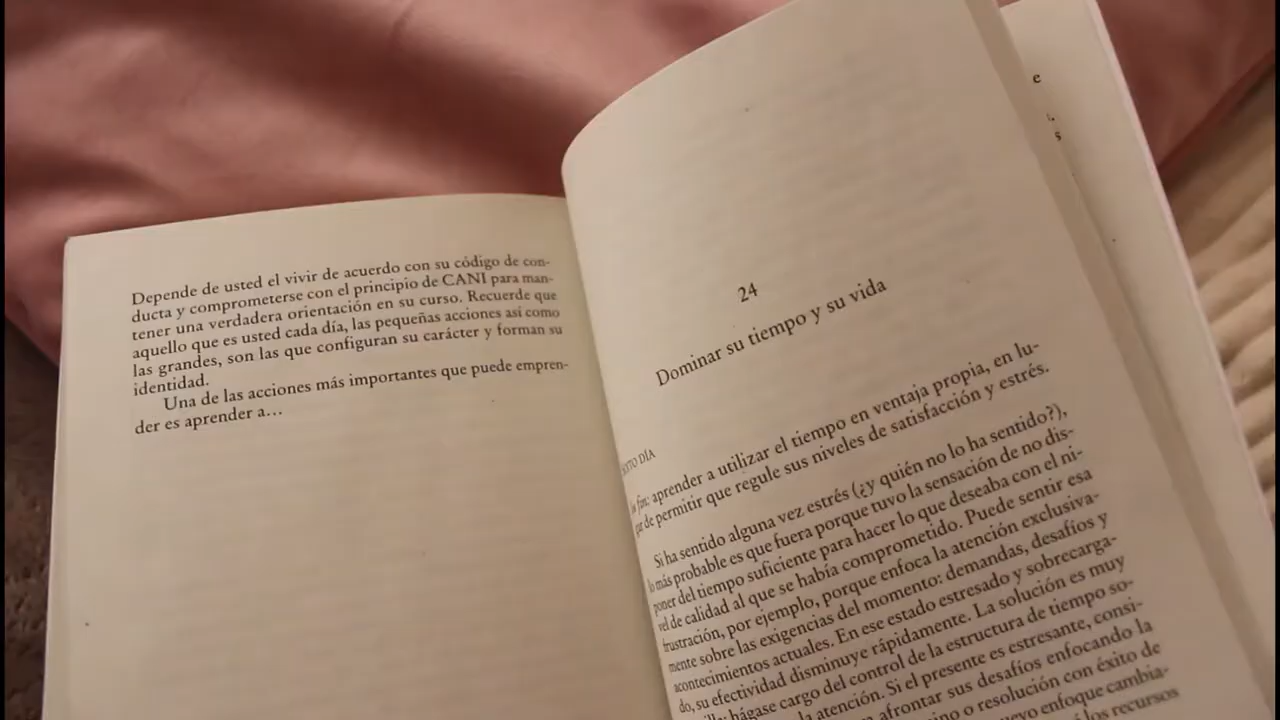 Depende de usted el vivir de acuerdo con su código de con-
ducta y comprometerse con el principio de CANI para man-
tener una verdadera orientación en su curso. Recuerde que
aquello que es usted cada día, las pequeñas acciones así como
las grandes, son las que configuran su carácter y forman su
identidad.
Una de las acciones más importantes que puede empren-
der es aprender a...
24
Dominar su tiempo y su vida
DÍA
aprender a utilizar el tiempo en ventaja propia, en lu-
gar de permitir que regule sus niveles de satisfacción y estrés.
Si ha sentido alguna vez estrés (¿y quién no lo ha sentido?),
lo más probable es que fuera porque tuvo la sensación de no dis-
poner del tiempo suficiente para hacer lo que deseaba con el ni-
vel de calidad al que se había comprometido. Puede sentir esa
frustración, por ejemplo, porque enfoca la atención exclusiva-
mente sobre las exigencias del momento: demandas, desafíos y
acontecimientos actuales. En ese estado estresado y sobrecarga-
do, su efectividad disminuye rápidamente. La solución es muy
hágase cargo del control de la estructura de tiempo so-
la atención. Si el presente es estresante, consi-
afrontar sus desafíos enfocando la
o resolución con éxito de
enfoque cambia-
los recursos
e
s